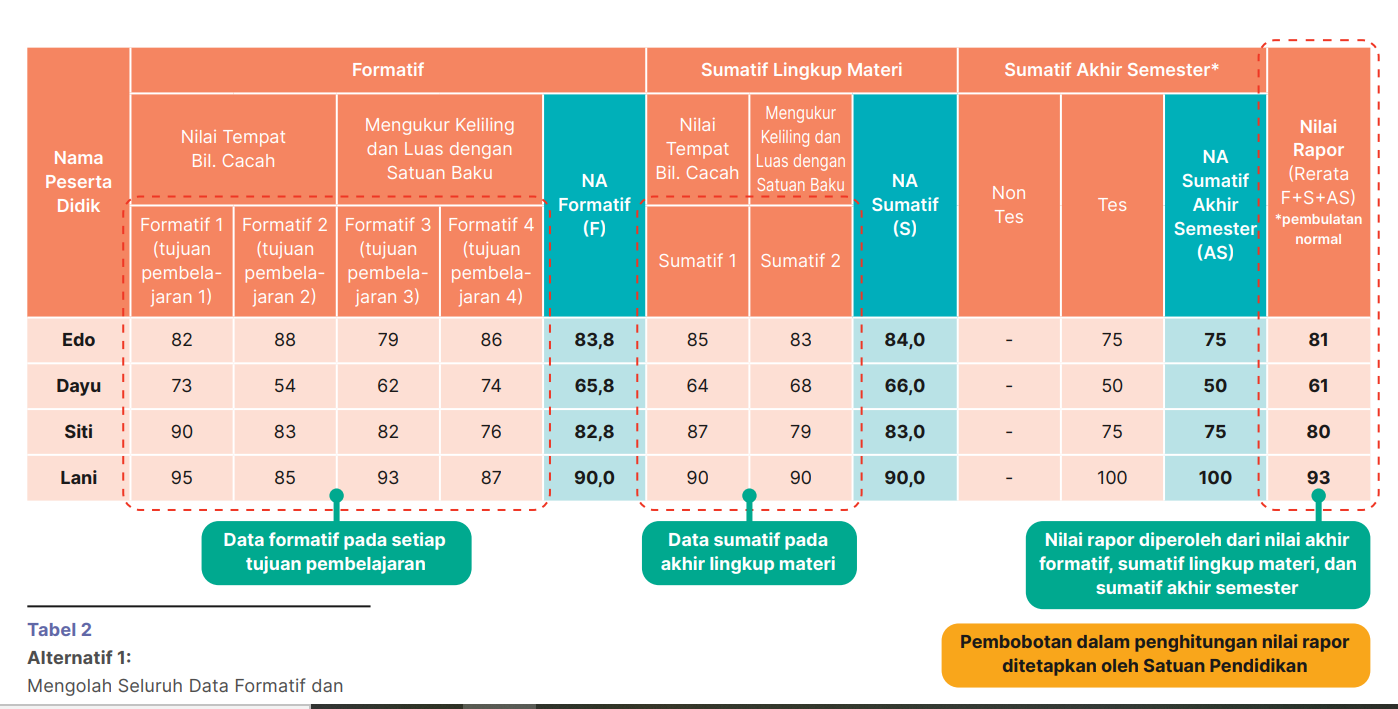 Formatif
Sumatif Lingkup Materi
Sumatif Akhir Semester*
Nama
Peserta
Didik
Nilai Tempat
Bil. Cacah
Mengukur Keliling
dan Luas dengan
Satuan Baku
NA
Formatif
(F)
Nilai
Tempat
Bil. Cacah
Mengukur
Keliling dan
Luas dengan
Satuan Baku
NA
Sumatif
(S)
Non
Tes
Tes
NA
Sumatif
Akhir
Semester
(AS)
Nilai
Rapor
(Rerata
F+S+AS)
*pembulatan
normal
Formatif 1
(tujuan
pembela-
jaran 1)
Formatif 2
(tujuan
pembela-
jaran 2)
Formatif 3
(tujuan
pembela-
jaran 3)
Formatif 4
(tujuan
pembela-
jaran 4)
Sumatif 1
Sumatif 2
Edo 82 88 79 86 83,8 85 83 84,0 - 75 75 81
Dayu 73 54 62 74 65,8 64 68 66,0 - 50 50 61
Siti 90 83 82 76 82,8 87 79 83,0 - 75 75 80
Lani 95 85 93 87 90,0 90 90 90,0 - 100 100 93
Data formatif pada setiap
tujuan pembelajaran
Data sumatif pada
akhir lingkup materi
Nilai rapor diperoleh dari nilai akhir
formatif, sumatif lingkup materi, dan
sumatif akhir semester
Pembobotan dalam penghitungan nilai rapor
ditetapkan oleh Satuan Pendidikan
Tabel 2
Alternatif 1:
Mengolah Seluruh Data Formatif dan